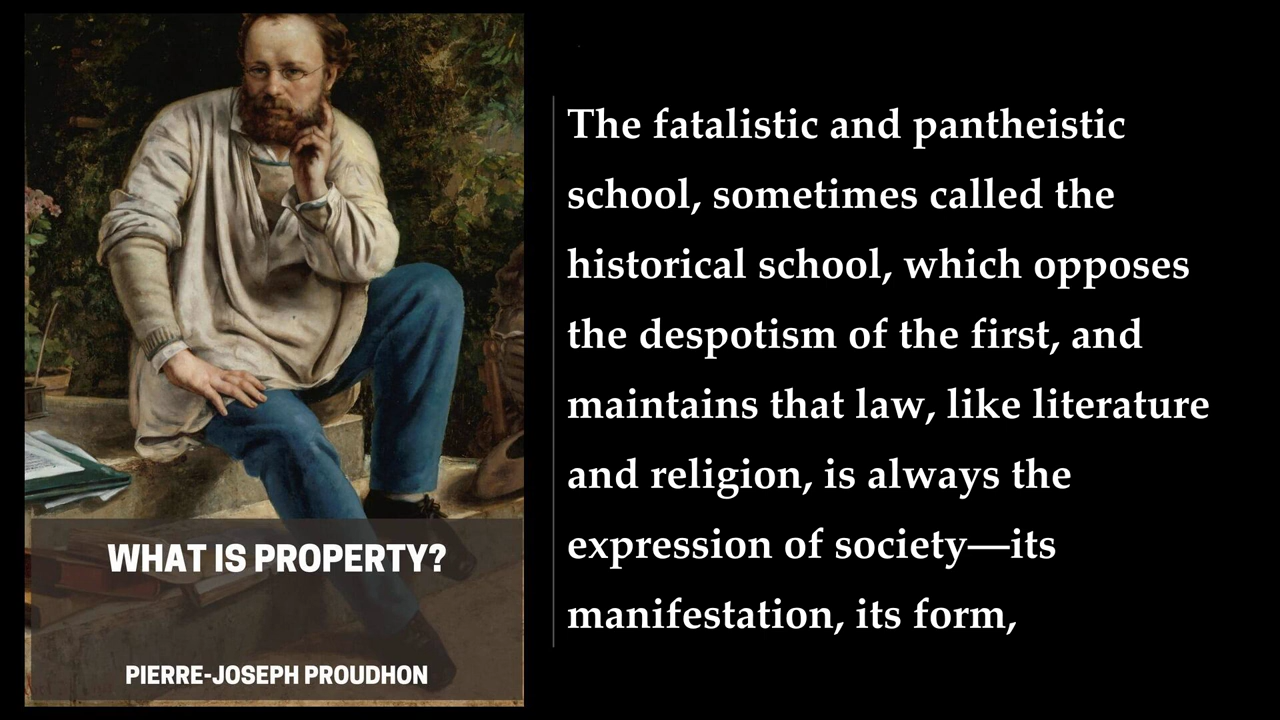 WHAT IS PROPERTY?
PIERRE-JOSEPH PROUDHON
The fatalistic and pantheistic
school, sometimes called the
historical school, which opposes
the despotism of the first, and
maintains that law, like literature
and religion, is always the
expression of society—its
manifestation, its form,